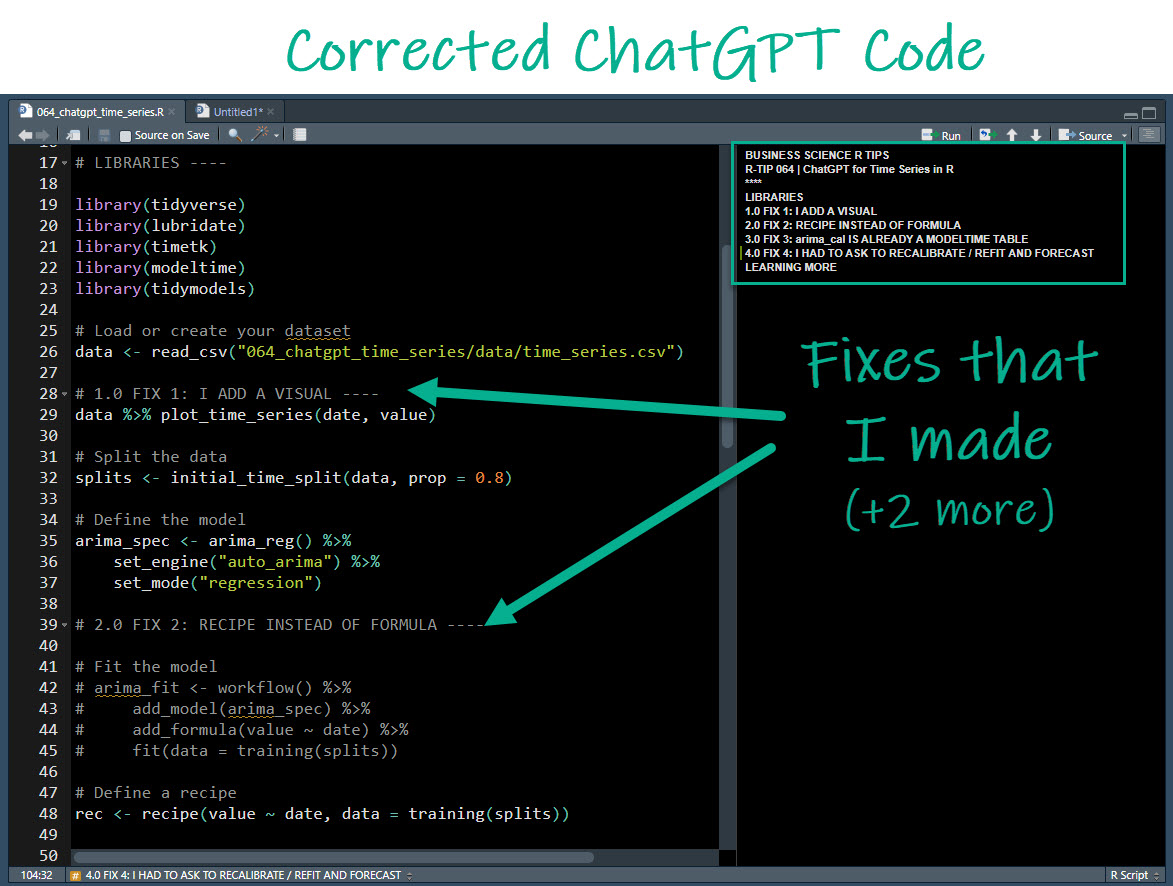 Corrected ChatGPT Code
064_chatgpt_time_series.R
Untitled1*
Source on Save
Run
Source
17 # LIBRARIES ----
18
19 library(tidyverse)
20 library(lubridate)
21 library(timetk)
22 library(modeltime)
23 library(tidymodels)
24
25 # Load or create your dataset
26 data <- read_csv("064_chatgpt_time_series/data/time_series.csv")
27
28 # 1.0 FIX 1: I ADD A VISUAL ----
29 data %>% plot_time_series(date, value)
30
31 # Split the data
32 splits <- initial_time_split(data, prop = 0.8)
33
34 # Define the model
35 arima_spec <- arima_reg() %>%
36     set_engine("auto_arima") %>%
37     set_mode("regression")
38
39 # 2.0 FIX 2: RECIPE INSTEAD OF FORMULA ----
40
41 # Fit the model
42 # arima_fit <- workflow() %>%
43 #     add_model(arima_spec) %>%
44 #     add_formula(value ~ date) %>%
45 #     fit(data = training(splits))
46
47 # Define a recipe
48 rec <- recipe(value ~ date, data = training(splits))
49
50
BUSINESS SCIENCE R TIPS
R-TIP 064 | ChatGPT for Time Series in R
****
LIBRARIES
1.0 FIX 1: I ADD A VISUAL
2.0 FIX 2: RECIPE INSTEAD OF FORMULA
3.0 FIX 3: arima_cal IS ALREADY A MODELTIME TABLE
4.0 FIX 4: I HAD TO ASK TO RECALIBRATE / REFIT AND FORECAST
LEARNING MORE
Fixes that
I made
(+2 more)
104:32
# 4.0 FIX 4: I HAD TO ASK TO RECALIBRATE / REFIT AND FORECAST
R Script